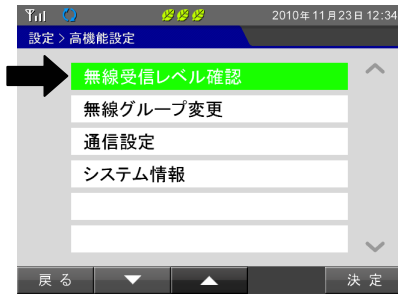 2010年11月23日 12:34
設定＞高機能設定
無線受信レベル確認
無線グループ変更
通信設定
システム情報
戻る ▼ ▲ 決定